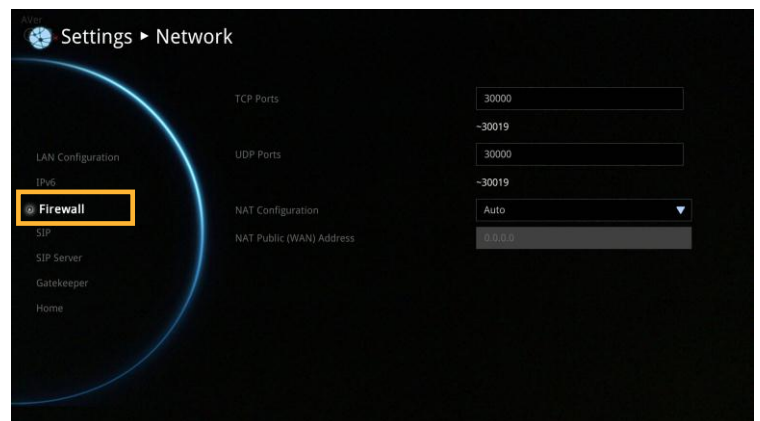 AVer
Settings ▸ Network
TCP Ports
30000
~30019
LAN Configuration
UDP Ports
30000
IPv6
~30019
Firewall
NAT Configuration
Auto
SIP
NAT Public (WAN) Address
0.0.0.0
SIP Server
Gatekeeper
Home